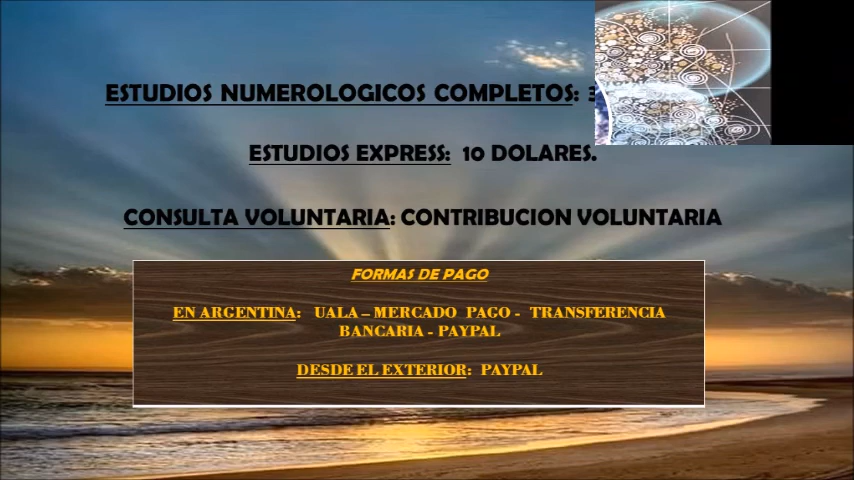 ESTUDIOS NUMEROLOGICOS COMPLETOS:
ESTUDIOS EXPRESS: 10 DOLARES.
CONSULTA VOLUNTARIA: CONTRIBUCION VOLUNTARIA
FORMAS DE PAGO
EN ARGENTINA: UALA – MERCADO PAGO - TRANSFERENCIA
BANCARIA - PAYPAL
DESDE EL EXTERIOR: PAYPAL